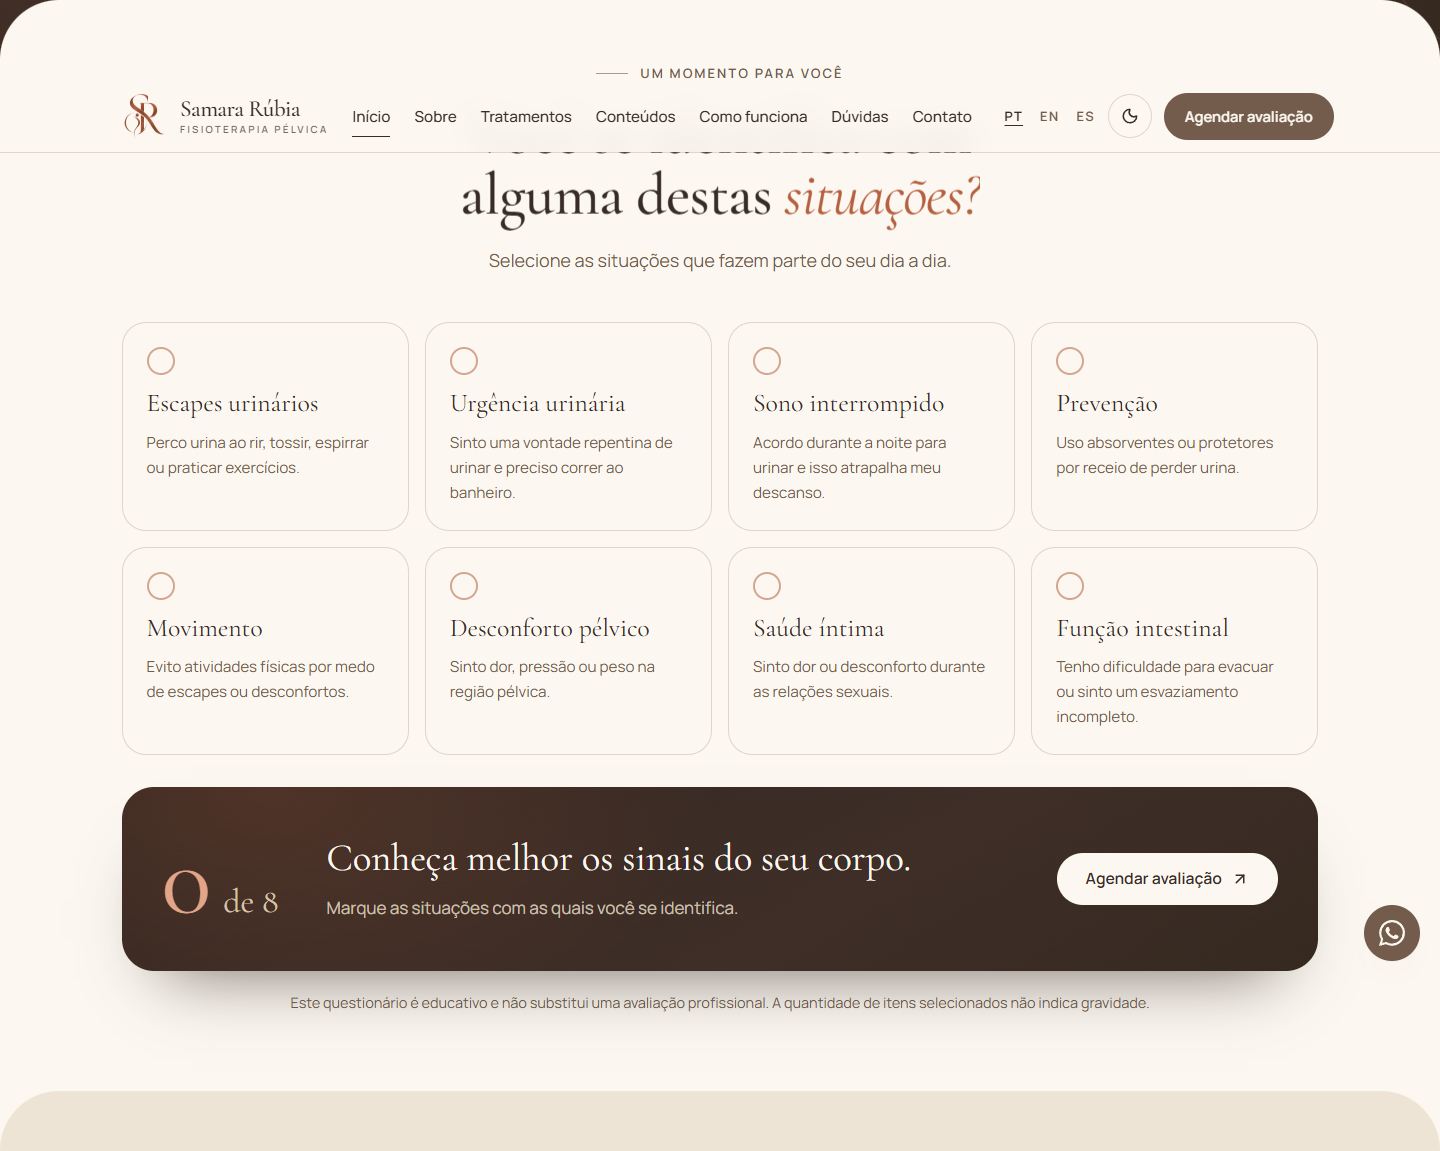 UM MOMENTO PARA VOCÊ
Samara Rúbia
FISIOTERAPIA PÉLVICA
Início Sobre Tratamentos Conteúdos Como funciona Dúvidas Contato
PT EN ES
Agendar avaliação
alguma destas situações?
Selecione as situações que fazem parte do seu dia a dia.
Escapes urinários
Perco urina ao rir, tossir, espirrar
ou praticar exercícios.
Urgência urinária
Sinto uma vontade repentina de
urinar e preciso correr ao
banheiro.
Sono interrompido
Acordo durante a noite para
urinar e isso atrapalha meu
descanso.
Prevenção
Uso absorventes ou protetores
por receio de perder urina.
Movimento
Evito atividades físicas por medo
de escapes ou desconfortos.
Desconforto pélvico
Sinto dor, pressão ou peso na
região pélvica.
Saúde íntima
Sinto dor ou desconforto durante
as relações sexuais.
Função intestinal
Tenho dificuldade para evacuar
ou sinto um esvaziamento
incompleto.
0 de 8
Conheça melhor os sinais do seu corpo.
Marque as situações com as quais você se identifica.
Agendar avaliação
Este questionário é educativo e não substitui uma avaliação profissional. A quantidade de itens selecionados não indica gravidade.